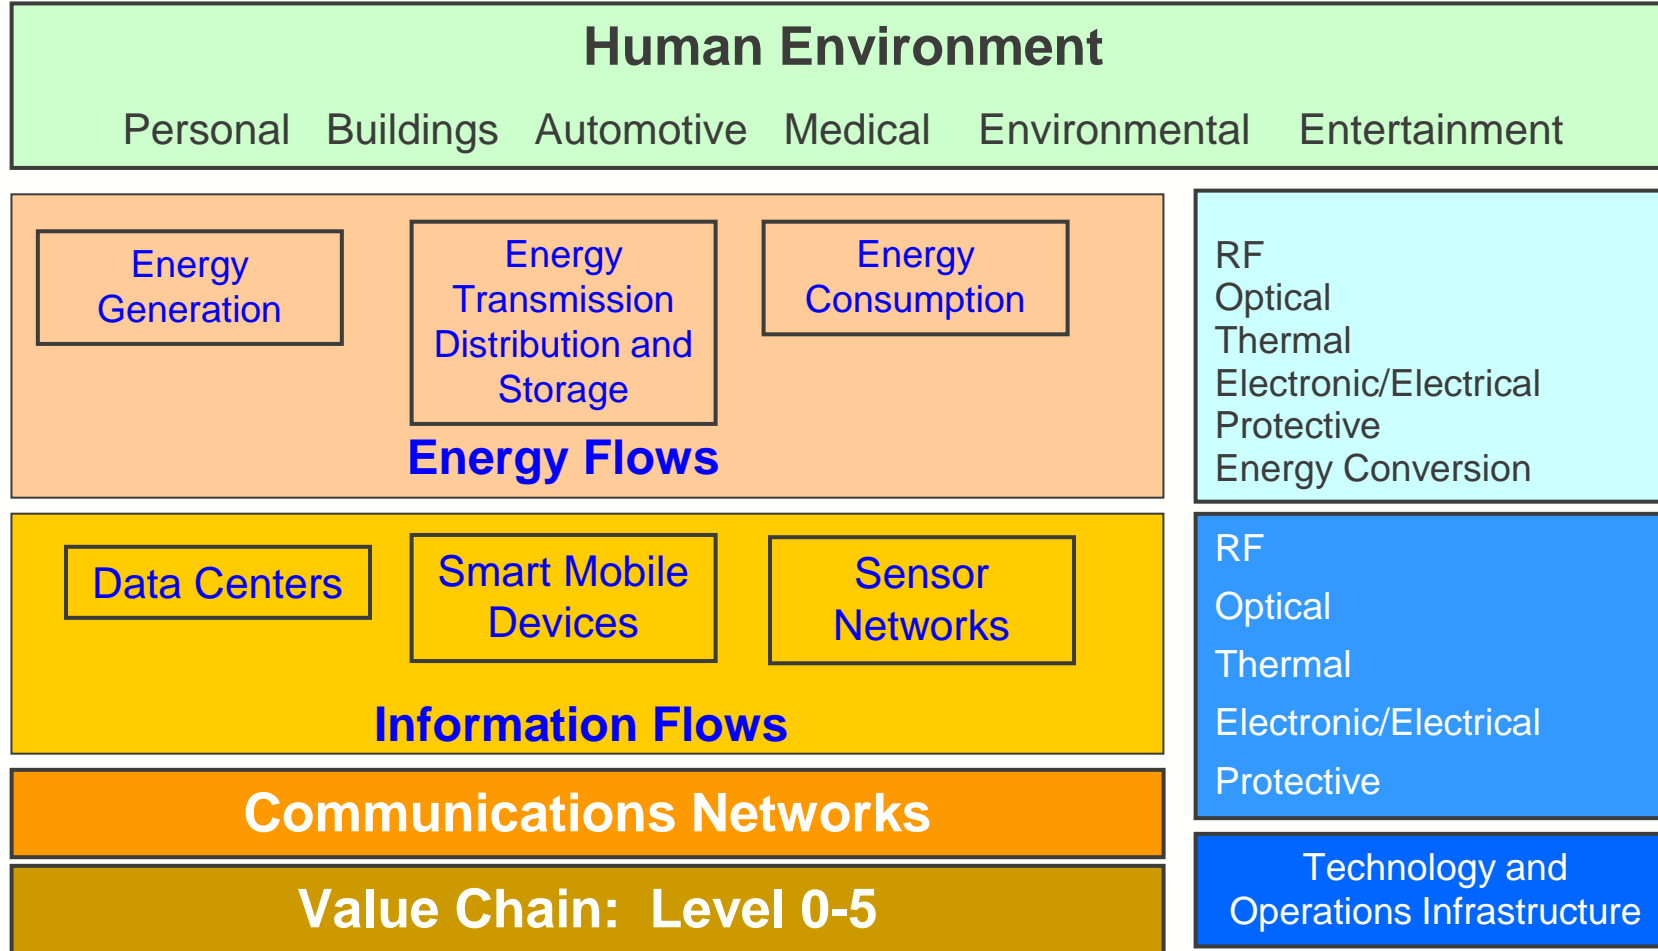 Human Environment
Personal Buildings Automotive Medical Environmental Entertainment
Energy
Generation
Energy
Transmission
Distribution and
Storage
Energy
Consumption
Energy Flows
RF
Optical
Thermal
Electronic/Electrical
Protective
Energy Conversion
Data Centers
Smart Mobile
Devices
Sensor
Networks
Information Flows
RF
Optical
Thermal
Electronic/Electrical
Protective
Communications Networks
Value Chain: Level 0-5
Technology and
Operations Infrastructure